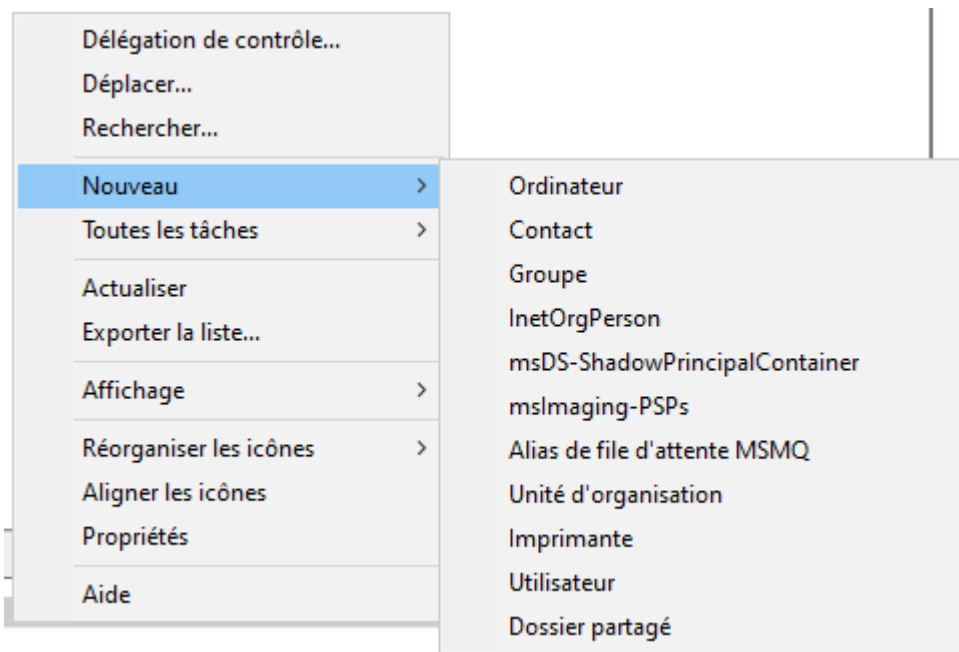 Délégation de contrôle...
Déplacer...
Rechercher...
Nouveau
Toutes les tâches
Actualiser
Exporter la liste...
Affichage
Réorganiser les icônes
Aligner les icônes
Propriétés
Aide
Ordinateur
Contact
Groupe
InetOrgPerson
msDS-ShadowPrincipalContainer
msImaging-PSPs
Alias de file d'attente MSMQ
Unité d'organisation
Imprimante
Utilisateur
Dossier partagé